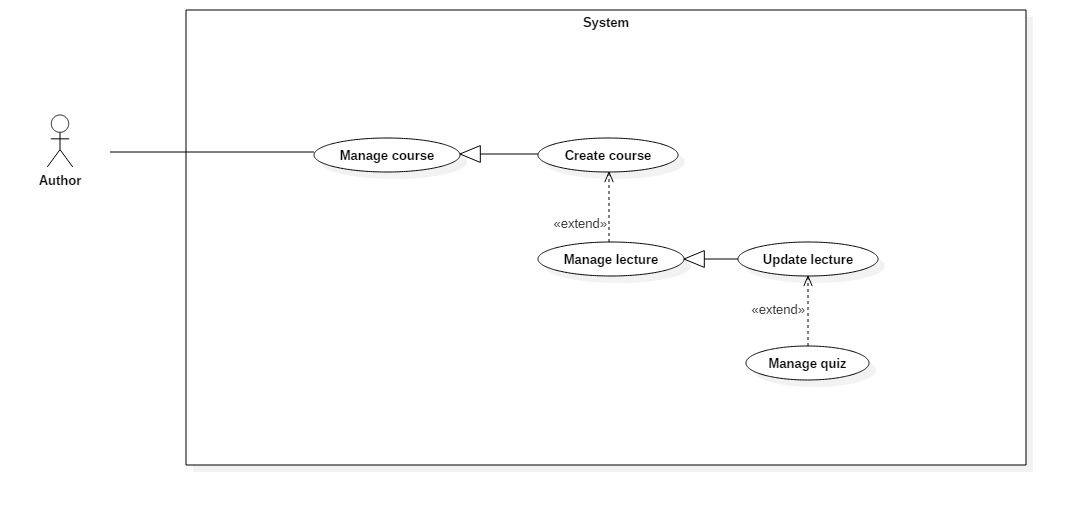 System
Author
Manage course
Create course
«extend»
Manage lecture
Update lecture
«extend»
Manage quiz